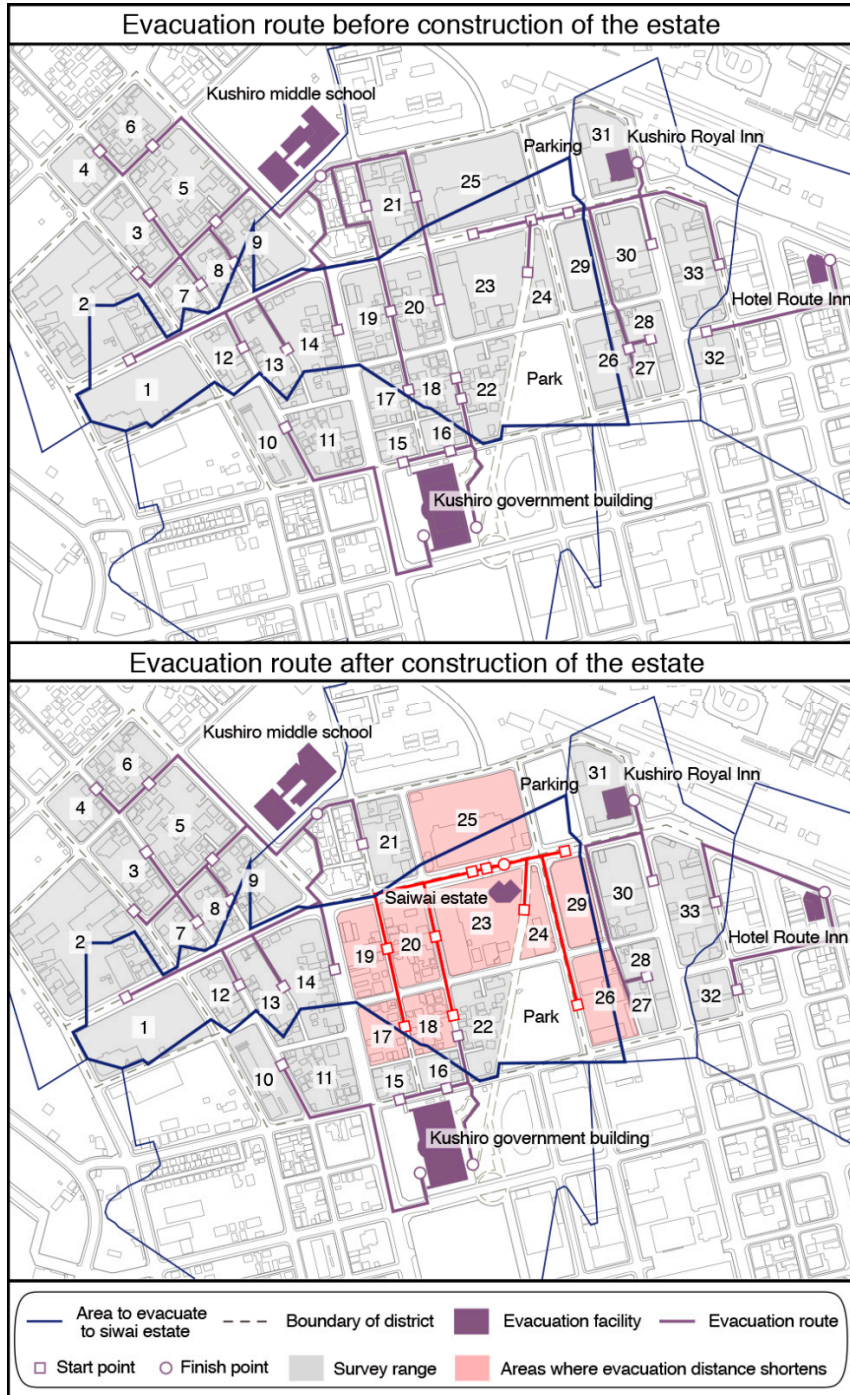 Evacuation route before construction of the estate
Kushiro middle school
6
4
5
3
9
8
7
2
1
31
Parking
Kushiro Royal Inn
25
21
29
30
33
23
24
20
19
Hotel Route Inn
28
26
27
32
14
12
13
18
22
Park
17
16
15
10
11
Kushiro government building
Evacuation route after construction of the estate
Kushiro middle school
6
4
5
3
9
8
7
2
1
31
Parking
Kushiro Royal Inn
25
21
Saiwai estate
29
30
33
23
24
20
19
Hotel Route Inn
28
26
27
32
14
12
13
18
22
Park
17
16
15
10
11
Kushiro government building
Area to evacuate
to siwai estate
Boundary of district
Evacuation facility
Evacuation route
Start point
Finish point
Survey range
Areas where evacuation distance shortens